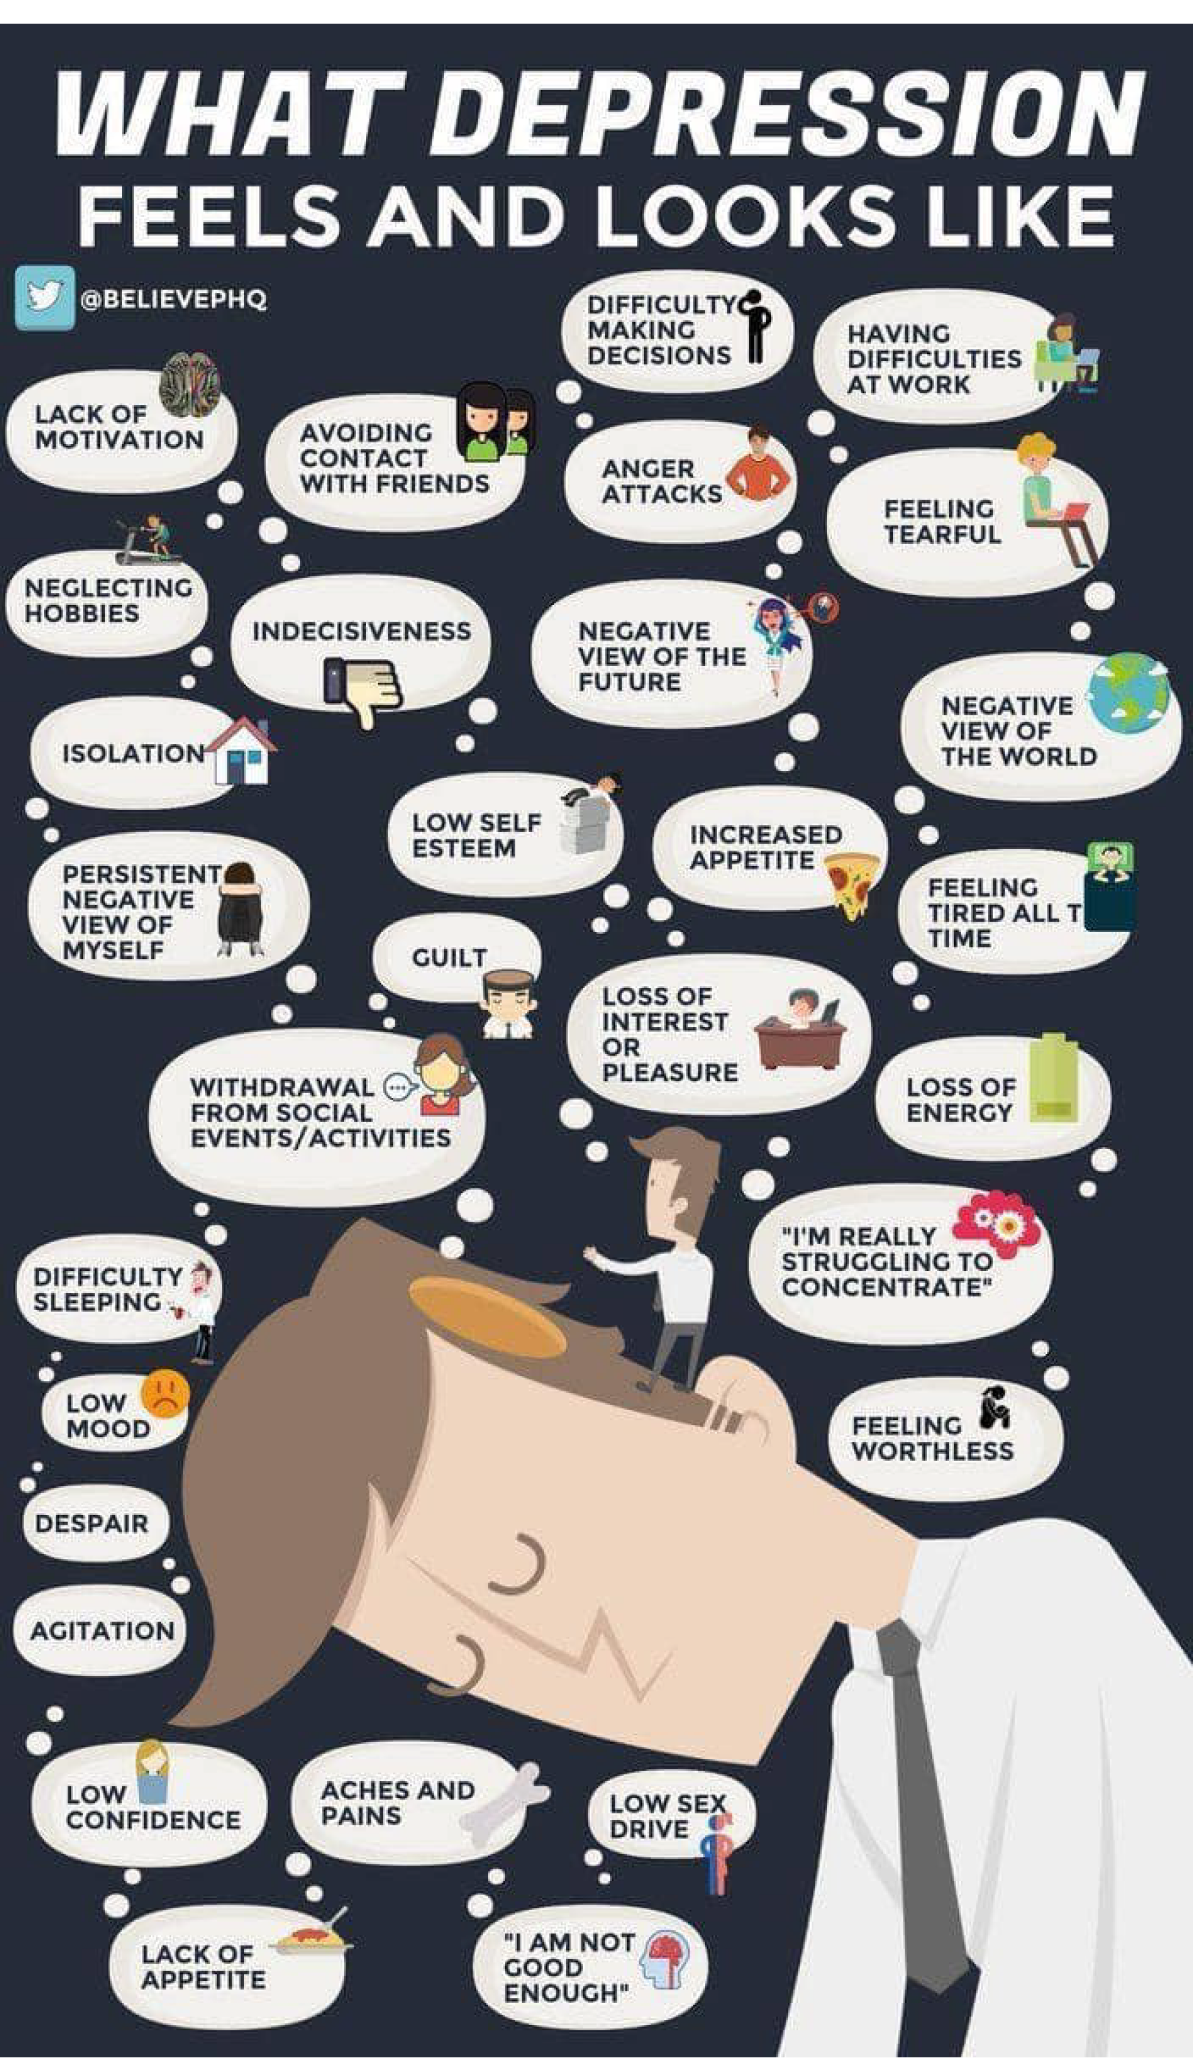 WHAT DEPRESSION
FEELS AND LOOKS LIKE
@BELIEVEPHQ
DIFFICULTY
MAKING
DECISIONS
HAVING
DIFFICULTIES
AT WORK
LACK OF
MOTIVATION
AVOIDING
CONTACT
WITH FRIENDS
ANGER
ATTACKS
FEELING
TEARFUL
NEGLECTING
HOBBIES
INDECISIVENESS
NEGATIVE
VIEW OF THE
FUTURE
NEGATIVE
VIEW OF
THE WORLD
ISOLATION
LOW SELF
ESTEEM
INCREASED
APPETITE
PERSISTENT
NEGATIVE
VIEW OF
MYSELF
FEELING
TIRED ALL T
TIME
GUILT
LOSS OF
INTEREST
OR
PLEASURE
WITHDRAWAL
FROM SOCIAL
EVENTS/ACTIVITIES
LOSS OF
ENERGY
"I'M REALLY
STRUGGLING TO
CONCENTRATE"
DIFFICULTY
SLEEPING
LOW
MOOD
FEELING
WORTHLESS
DESPAIR
AGITATION
LOW
CONFIDENCE
ACHES AND
PAINS
LOW SEX
DRIVE
LACK OF
APPETITE
"I AM NOT
GOOD
ENOUGH"